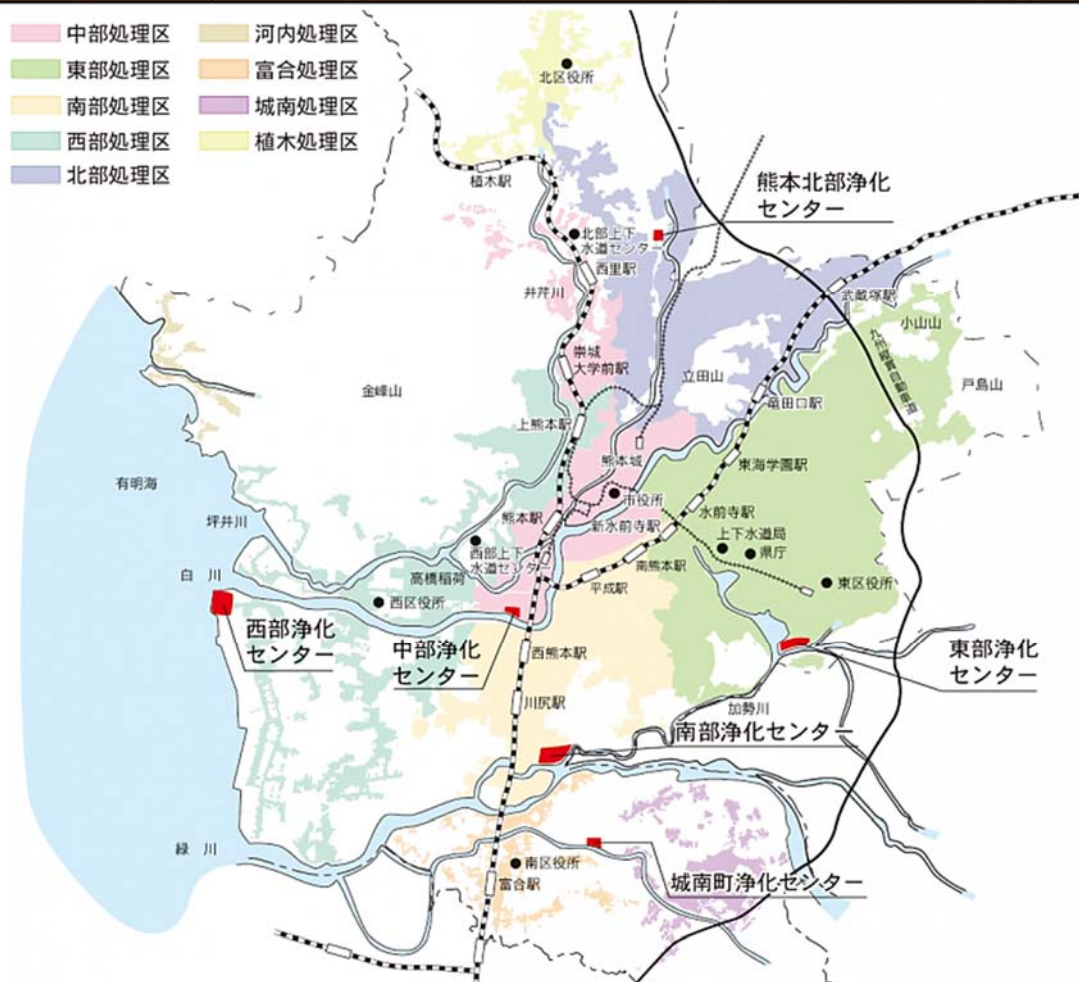 中部処理区
東部処理区
南部処理区
西部処理区
北部処理区
河内処理区
富合処理区
城南処理区
植木処理区
北区役所
植木駅
熊本北部浄化
センター
北部上下
水道センター
西里駅
井芹川
武蔵塚駅
小山山
九州縦貫自動車道
戸島山
崇城
大学前駅
金峰山
立田山
竜田口駅
上熊本駅
熊本城
東海学園駅
有明海
市役所
水前寺駅
坪井川
熊本駅
新水前寺駅
上下水道局
県庁
西部上下
水道センター
南熊本駅
高橋稲荷
平成駅
東区役所
白川
西区役所
西部浄化
センター
中部浄化
センター
西熊本駅
東部浄化
センター
川尻駅
加勢川
南部浄化センター
緑川
南区役所
富合駅
城南町浄化センター